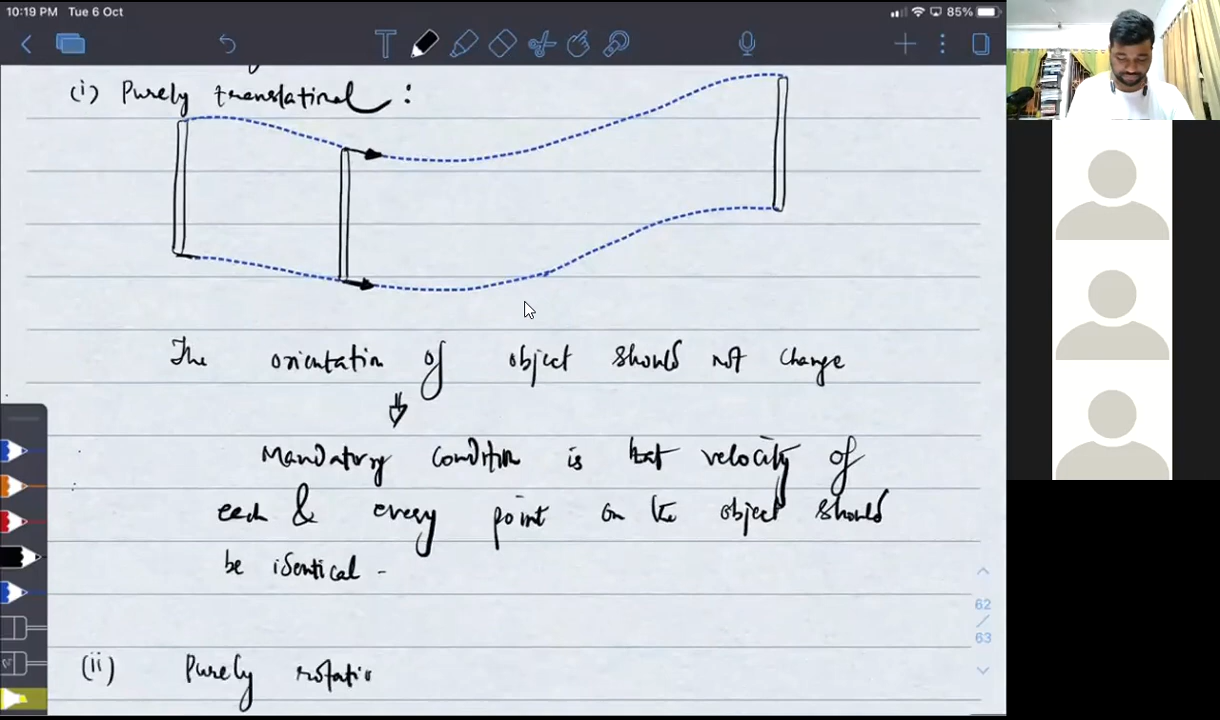 10:19 PM Tue 6 Oct
85%
T
(i) Purely translatinal :
The orientation of object should not change
Mandatory condition is that velocity of
each & every point on the object should
be identical -
62
/
63
(ii) Purely rotatio